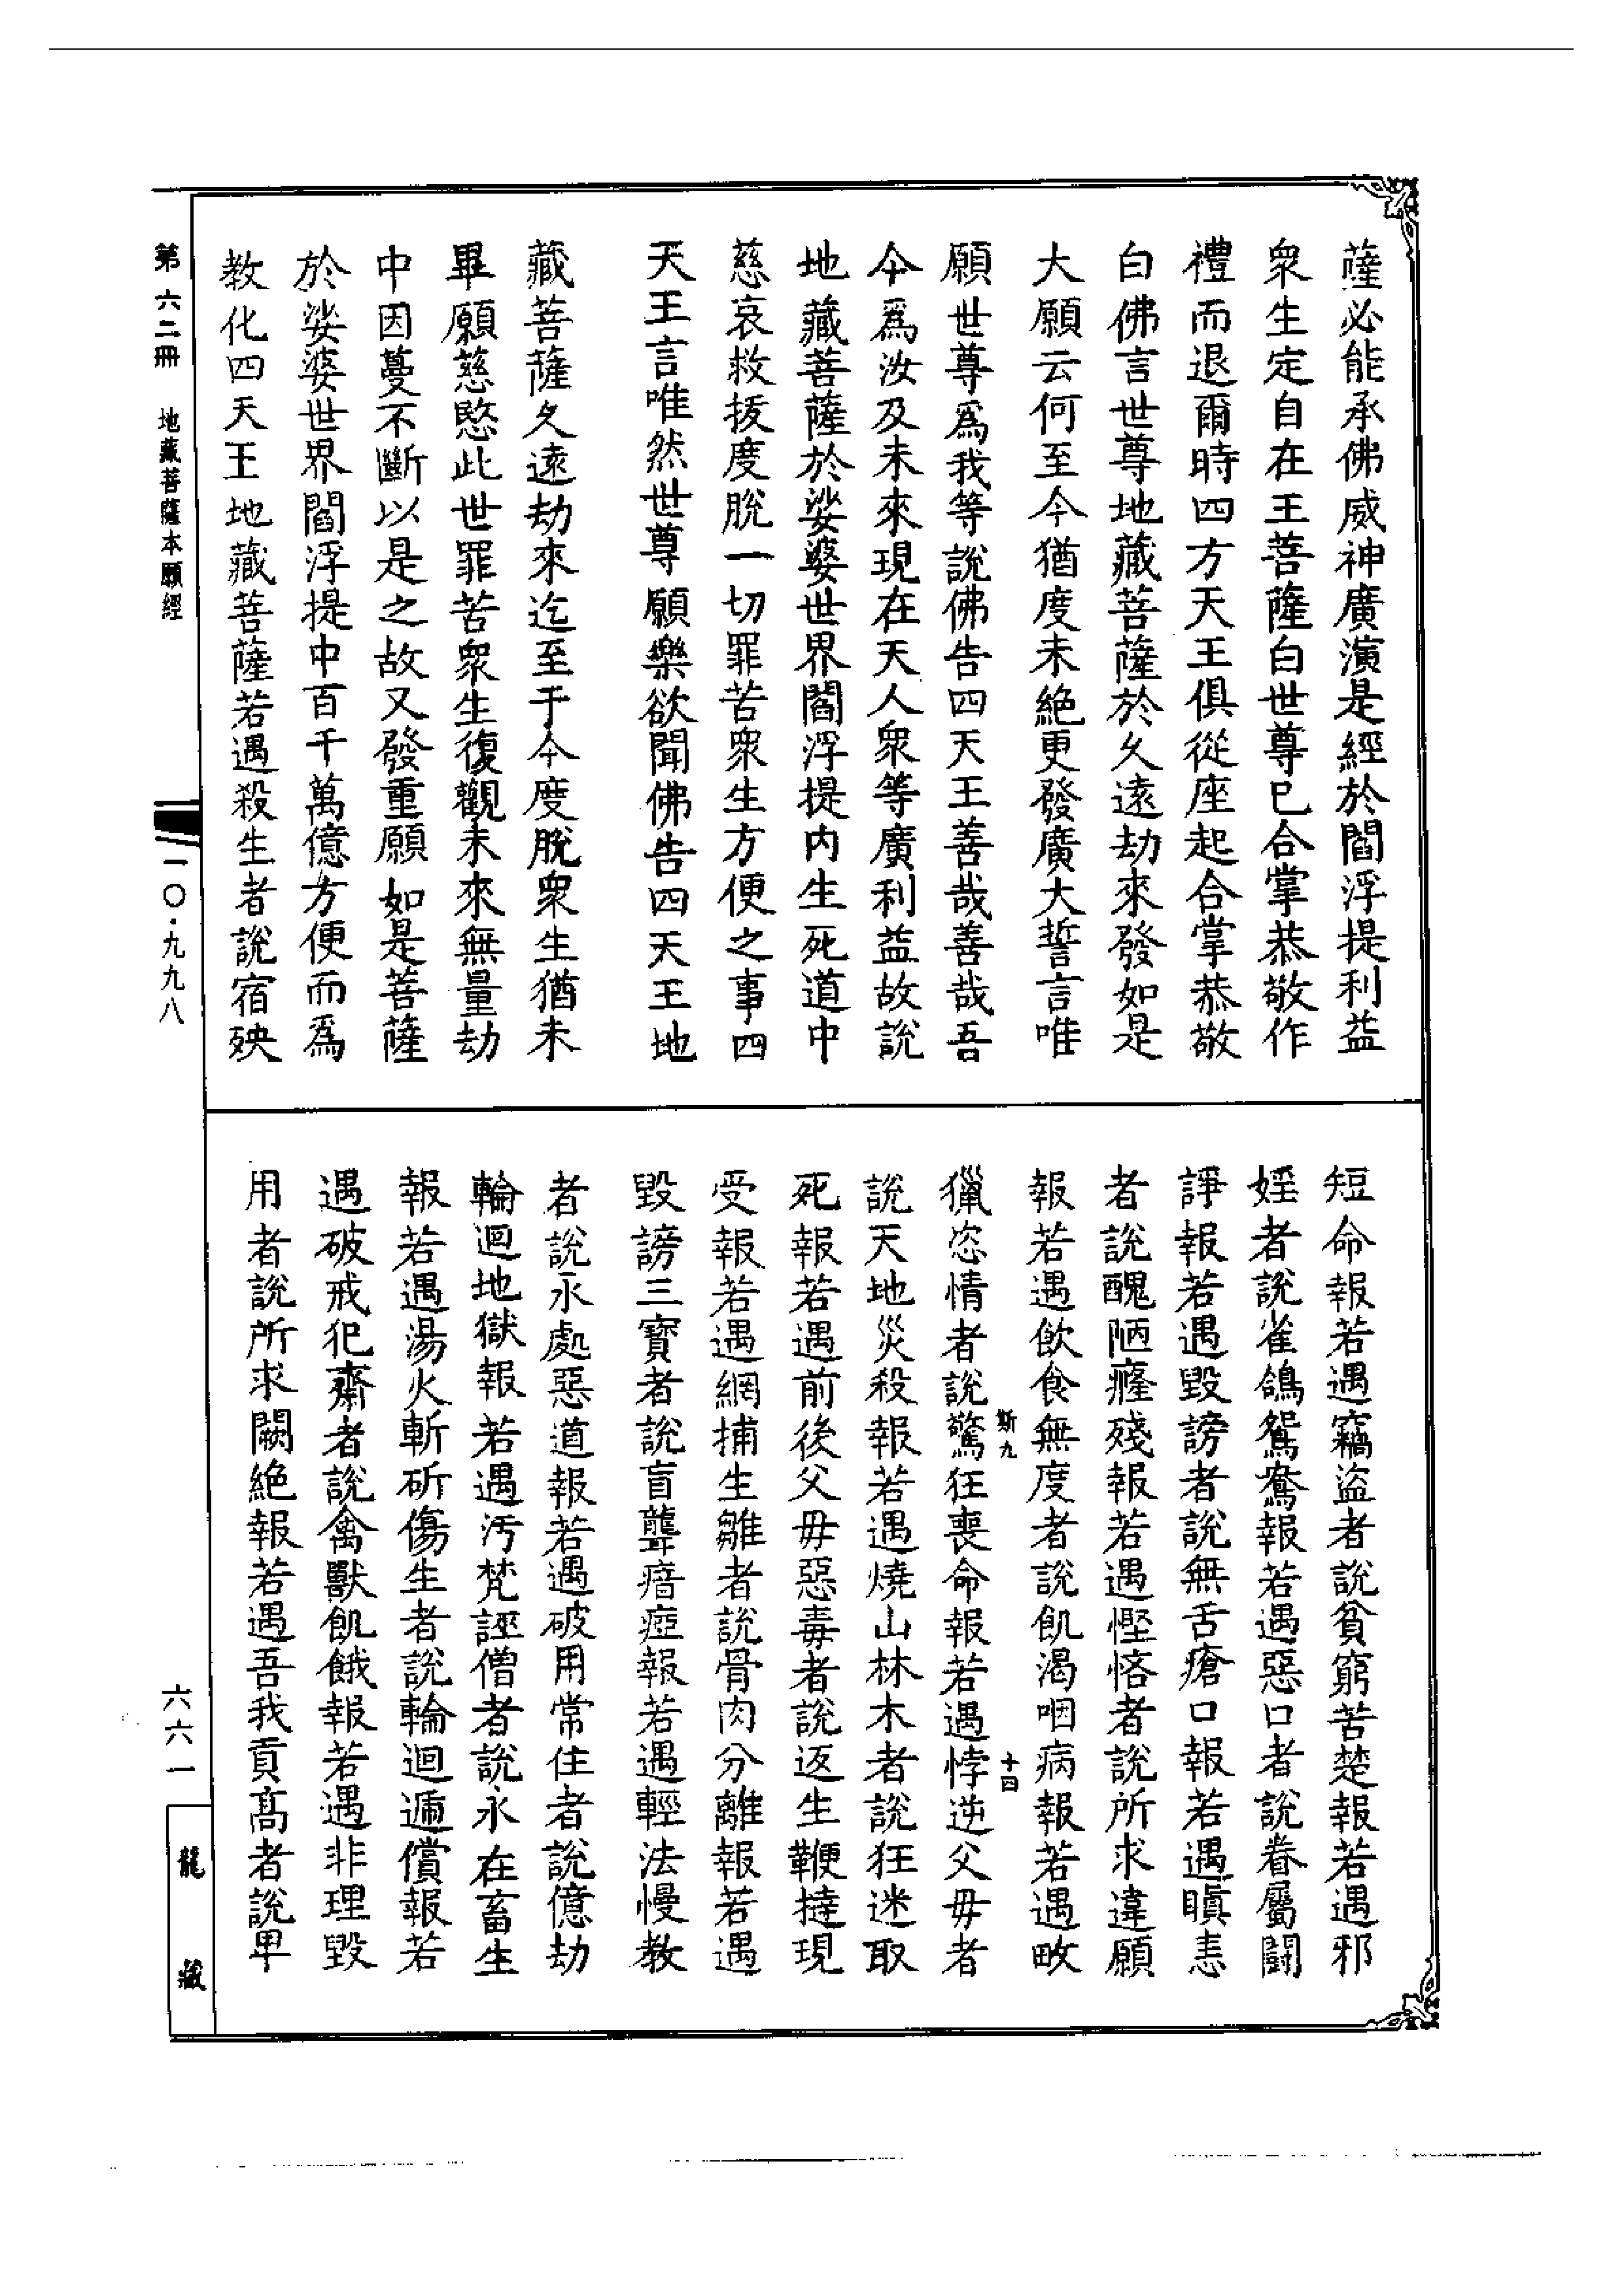 薩必能承佛威神廣演是經於閻浮提利益
衆生定自在王菩薩白世尊已合掌恭敬作
禮而退爾時四方天王俱從座起合掌恭敬
白佛言世尊地藏菩薩於久遠劫來發如是
大願云何至今猶度未絶更發廣大誓言唯
願世尊爲我等說佛告四天王善哉善哉吾
今爲汝及未來現在天人衆等廣利益故說
地藏菩薩於娑婆世界閻浮提内生死道中
慈哀救拔度脫一切罪苦衆生方便之事四
天王言唯然世尊願樂欲聞佛告四天王地
藏菩薩久遠劫來迄至于今度脫衆生猶未
畢願慈愍此世罪苦衆生復觀未來無量劫
中因蔓不斷以是之故又發重願如是菩薩
於娑婆世界閻浮提中百千萬億方便而爲
教化四天王地藏菩薩若遇殺生者說宿殃
短命報若遇竊盜者說貧窮苦楚報若遇邪
婬者說雀鴿鴛鴦報若遇惡口者說眷屬鬬
諍報若遇毀謗者說無舌瘡口報若遇瞋恚
者說醜陋癃殘報若遇慳悋者說所求違願
報若遇飲食無度者說飢渴咽病報若遇畋
斯九
十四
獵恣情者說驚狂喪命報若遇悖逆父毋者
說天地災殺報若遇燒山林木者說狂迷取
死報若遇前後父毋惡毒者說返生鞭撻現
受報若遇網捕生雛者說骨肉分離報若遇
毀謗三寶者說盲聾瘖瘂報若遇輕法慢教
者說永處惡道報若遇破用常住者說億劫
輪迴地獄報若遇汚梵誣僧者說永在畜生
報若遇湯火斬斫傷生者說輪迴遞償報若
遇破戒犯齋者說禽獸飢餓報若遇非理毀
用者說所求闕絶報若遇吾我貢髙者說甲
第六二冊 地藏菩薩本願經
一〇·九九八
六六一
龍藏